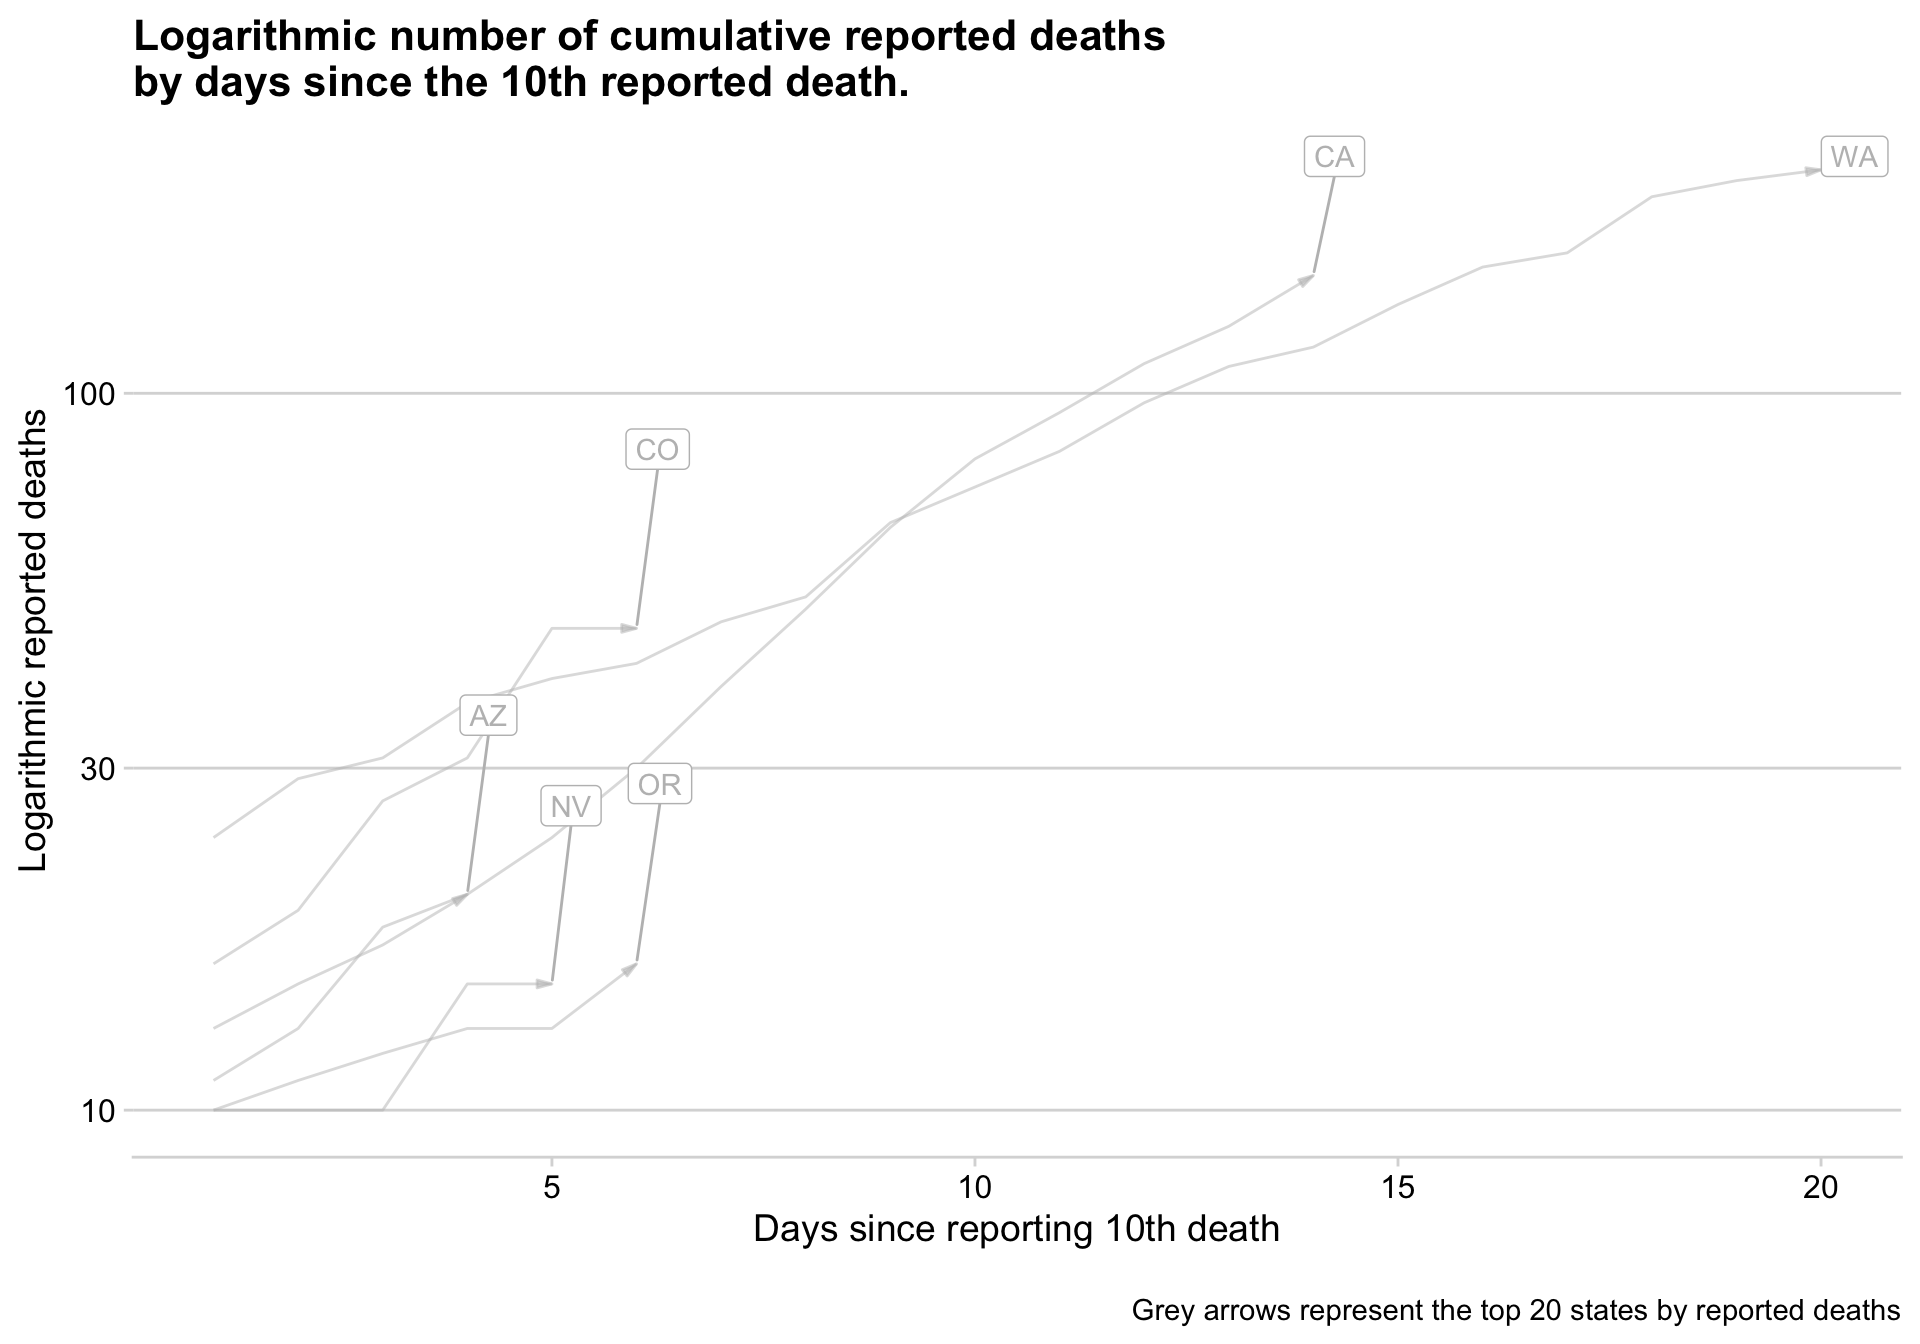 Logarithmic number of cumulative reported deaths
by days since the 10th reported death.
CA
WA
100
CO
AZ
30
OR
NV
10
Logarithmic reported deaths
5
10
15
20
Days since reporting 10th death
Grey arrows represent the top 20 states by reported deaths